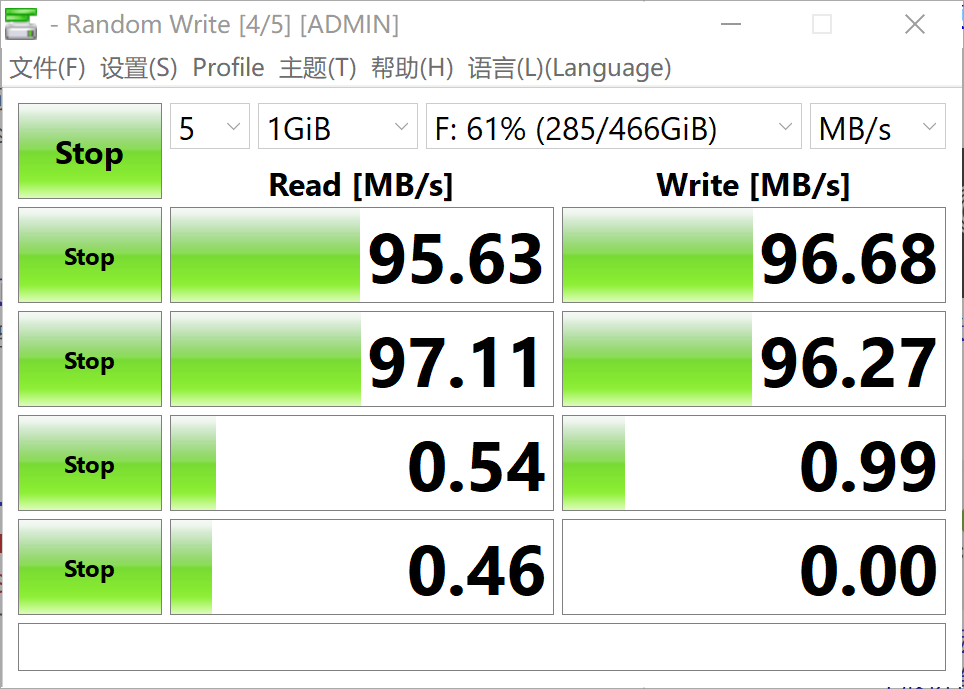 - Random Write [4/5] [ADMIN]
文件(F) 设置(S) Profile 主题(T) 帮助(H) 语言(L)(Language)
Stop 5 1GiB F: 61% (285/466GiB) MB/s
Read [MB/s] Write [MB/s]
Stop 95.63 96.68
Stop 97.11 96.27
Stop 0.54 0.99
Stop 0.46 0.00